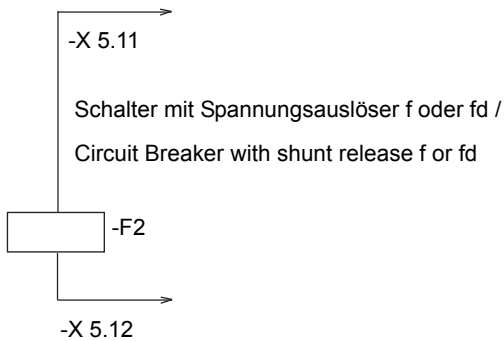 -X 5.11
Schalter mit Spannungsauslöser f oder fd /
Circuit Breaker with shunt release f or fd
-F2
-X 5.12